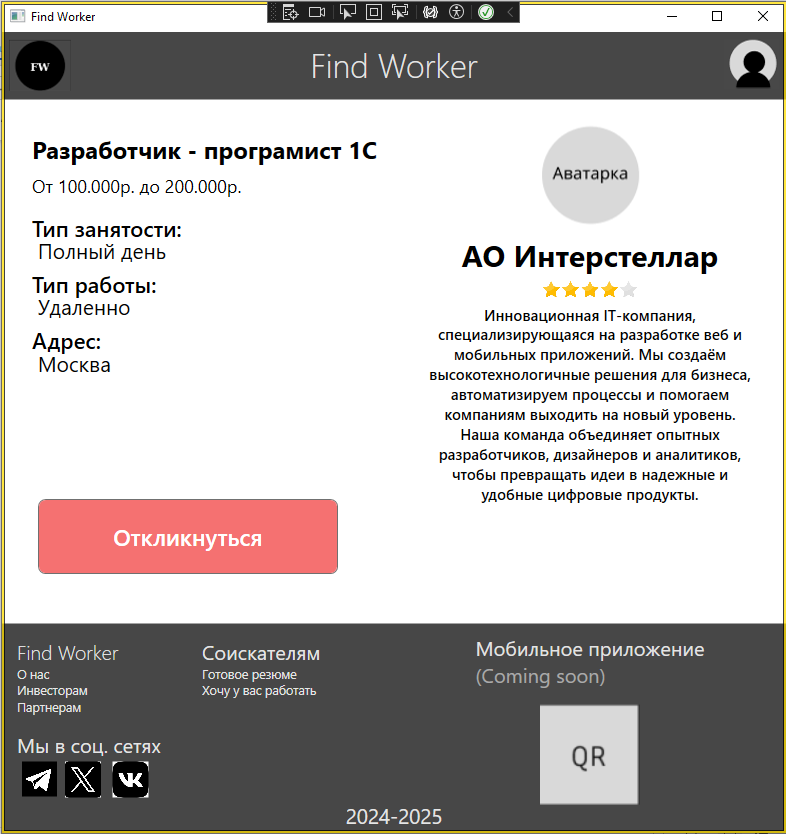 Find Worker
FW
Find Worker
Разработчик - програмист 1С
От 100.000р. до 200.000р.
Тип занятости:
Полный день
Тип работы:
Удаленно
Адрес:
Москва
Откликнуться
Аватарка
АО Интерстеллар
Инновационная IT-компания,
специализирующаяся на разработке веб и
мобильных приложений. Мы создаём
высокотехнологичные решения для бизнеса,
автоматизируем процессы и помогаем
компаниям выходить на новый уровень.
Наша команда объединяет опытных
разработчиков, дизайнеров и аналитиков,
чтобы превращать идеи в надежные и
удобные цифровые продукты.
Find Worker
О нас
Инвесторам
Партнерам
Соискателям
Готовое резюме
Хочу у вас работать
Мобильное приложение
(Coming soon)
QR
Мы в соц. сетях
2024-2025